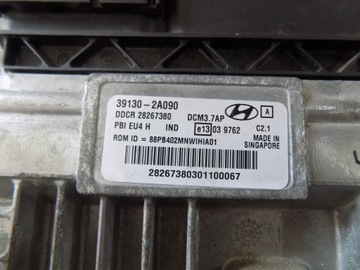 39130-2A090
DDCR 28267380 DCM3.7AP A
PBI EU4 H IND e13 03 9762 C2.1
ROM ID = 88PB402MNWIHIA01 MADE IN
SINGAPORE
28267380301100067